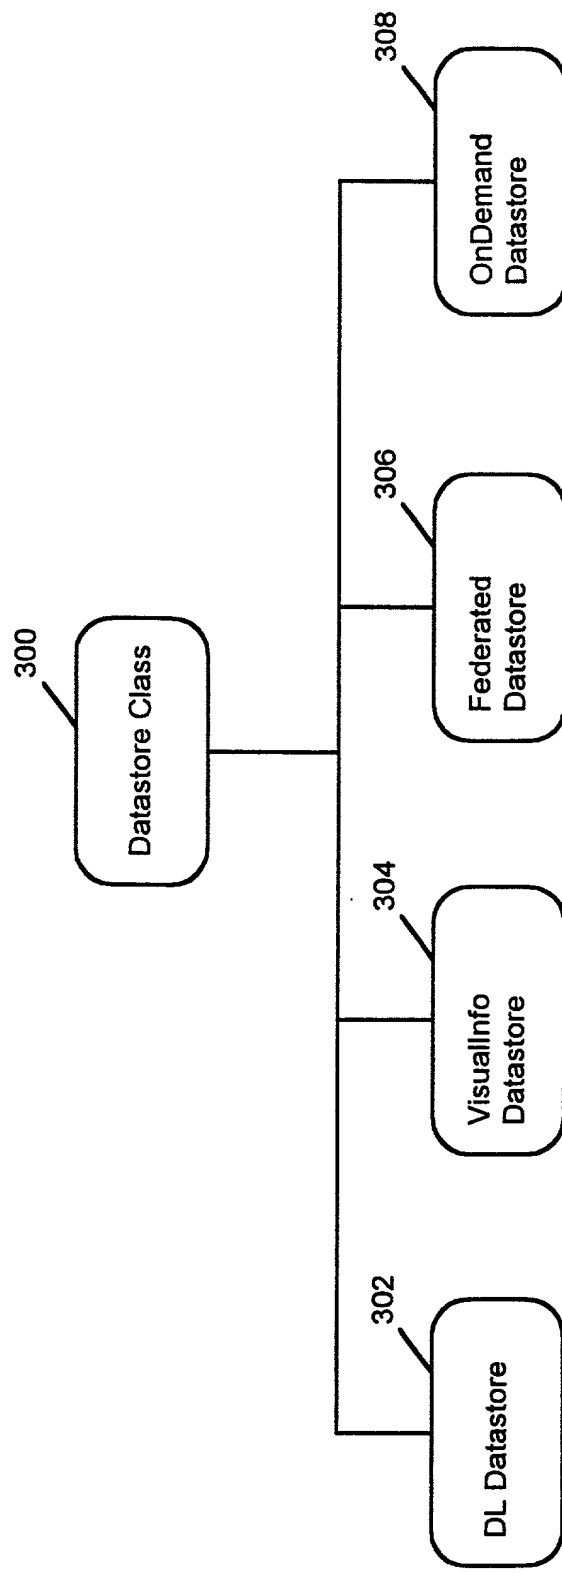 300
Datastore Class
302
DL Datastore
304
VisualInfo
Datastore
306
Federated
Datastore
308
OnDemand
Datastore